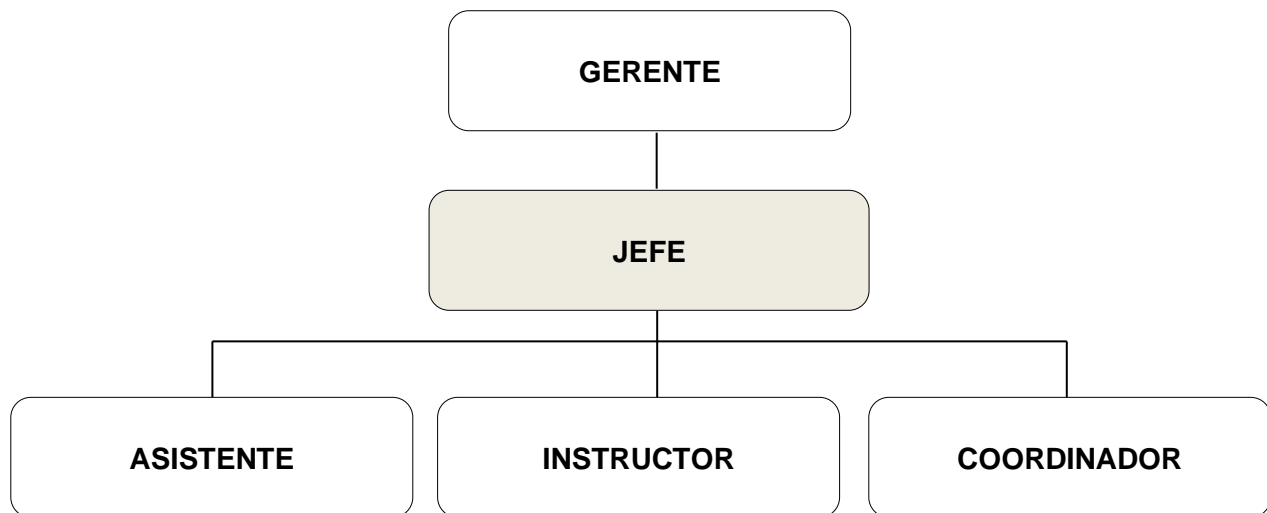 GERENTE
JEFE
ASISTENTE
INSTRUCTOR
COORDINADOR